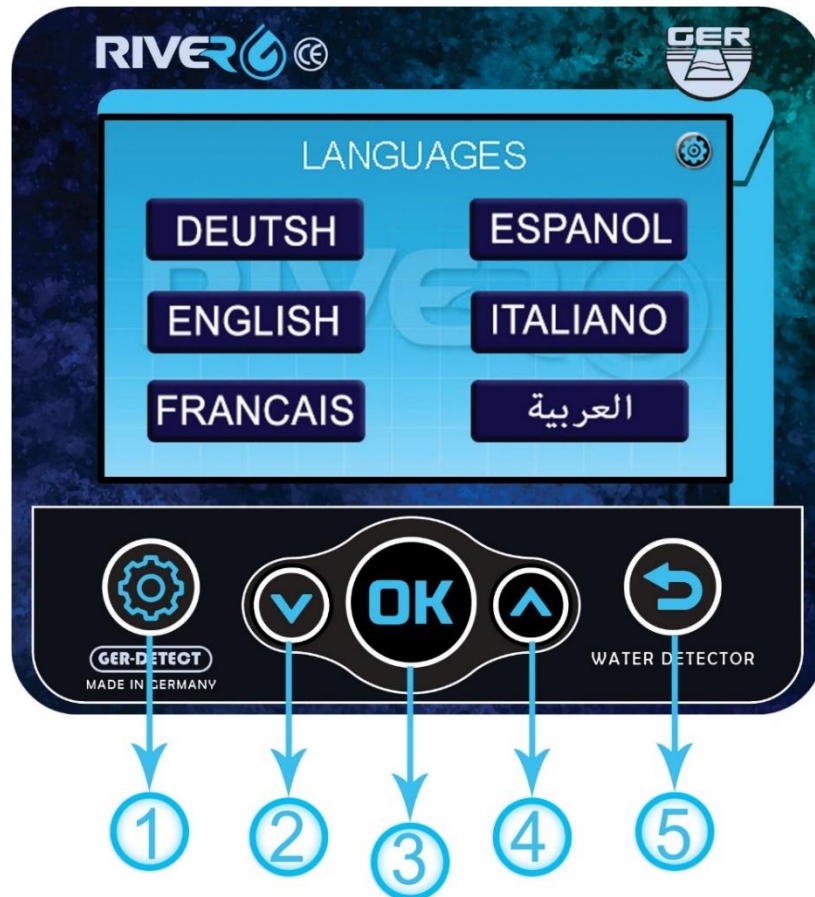 RIVER G CE
GER
LANGUAGES
DEUTSH ESPANOL
ENGLISH ITALIANO
FRANCAIS العربية
OK
GER-DETECT
MADE IN GERMANY
WATER DETECTOR
1 2 3 4 5